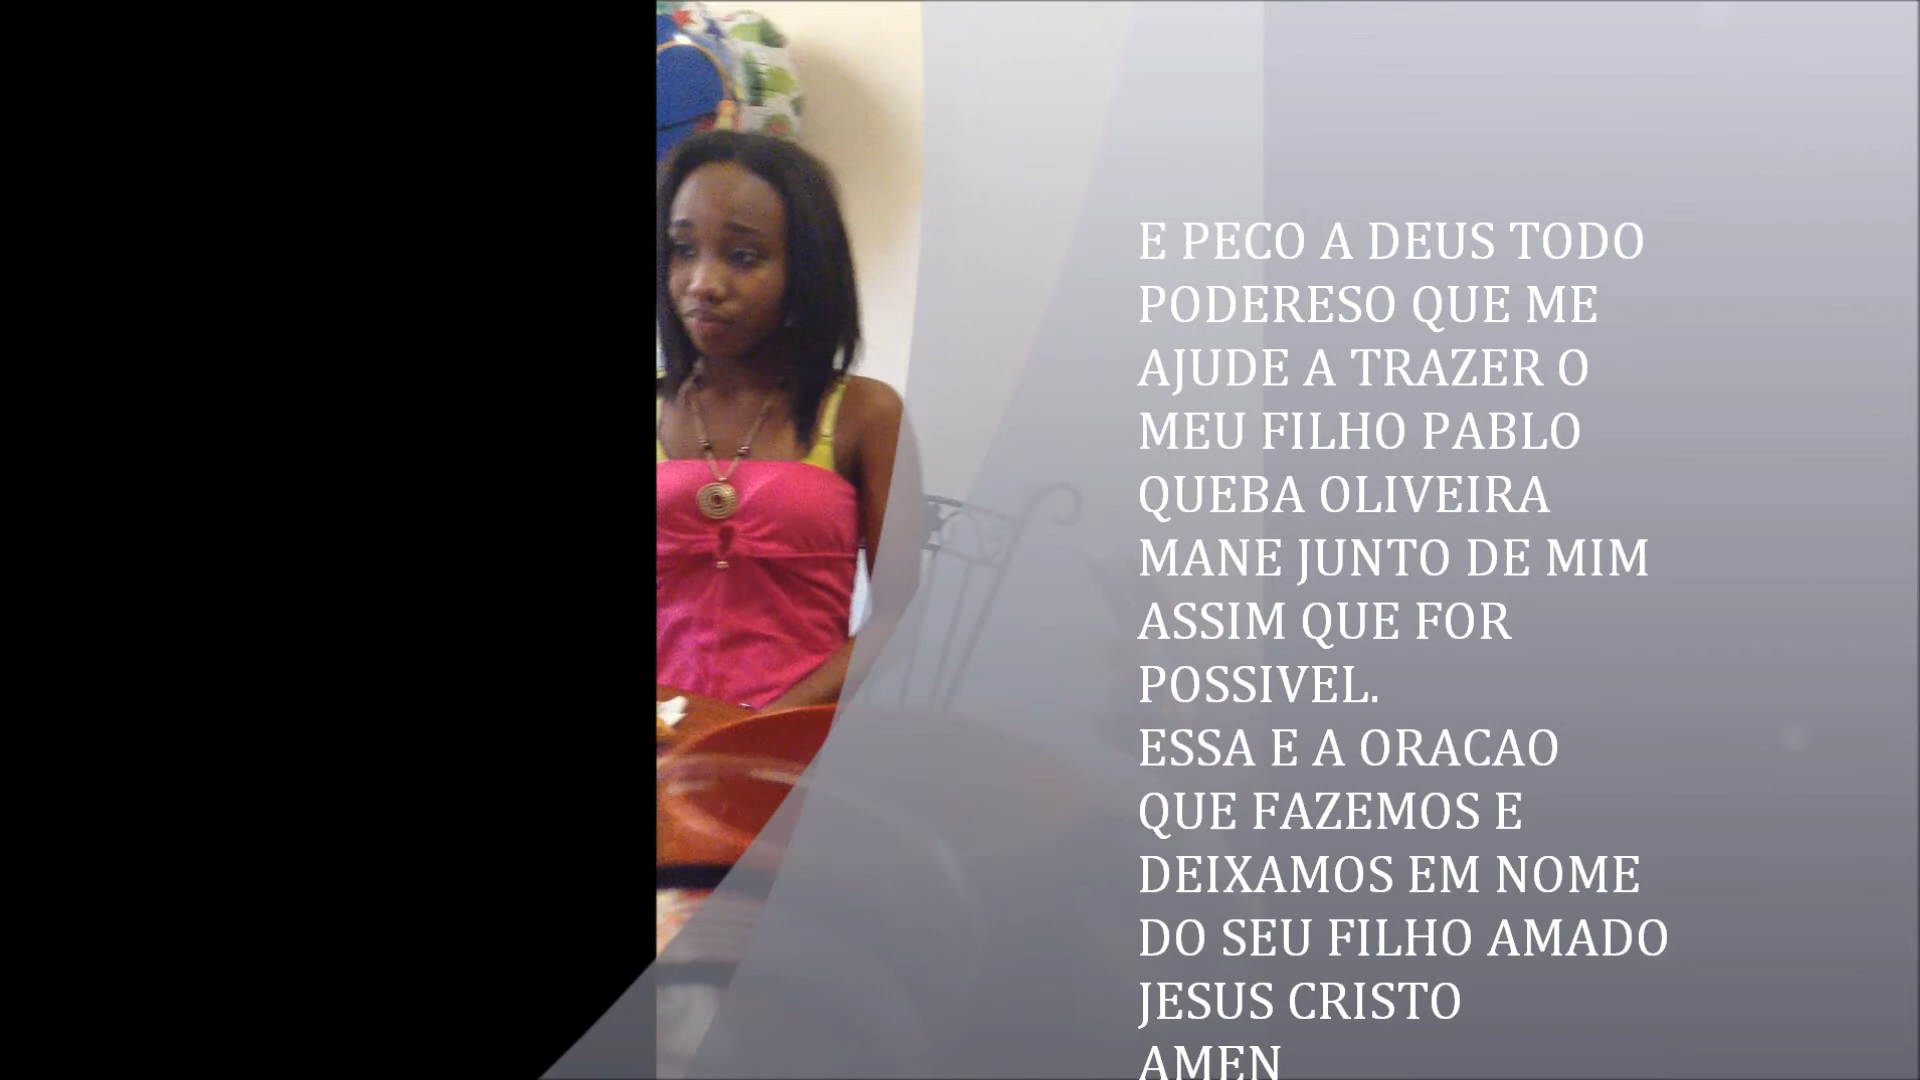 E PECO A DEUS TODO
PODERESO QUE ME
AJUDE A TRAZER O
MEU FILHO PABLO
QUEBA OLIVEIRA
MANE JUNTO DE MIM
ASSIM QUE FOR
POSSIVEL.
ESSA E A ORACAO
QUE FAZEMOS E
DEIXAMOS EM NOME
DO SEU FILHO AMADO
JESUS CRISTO
AMEN